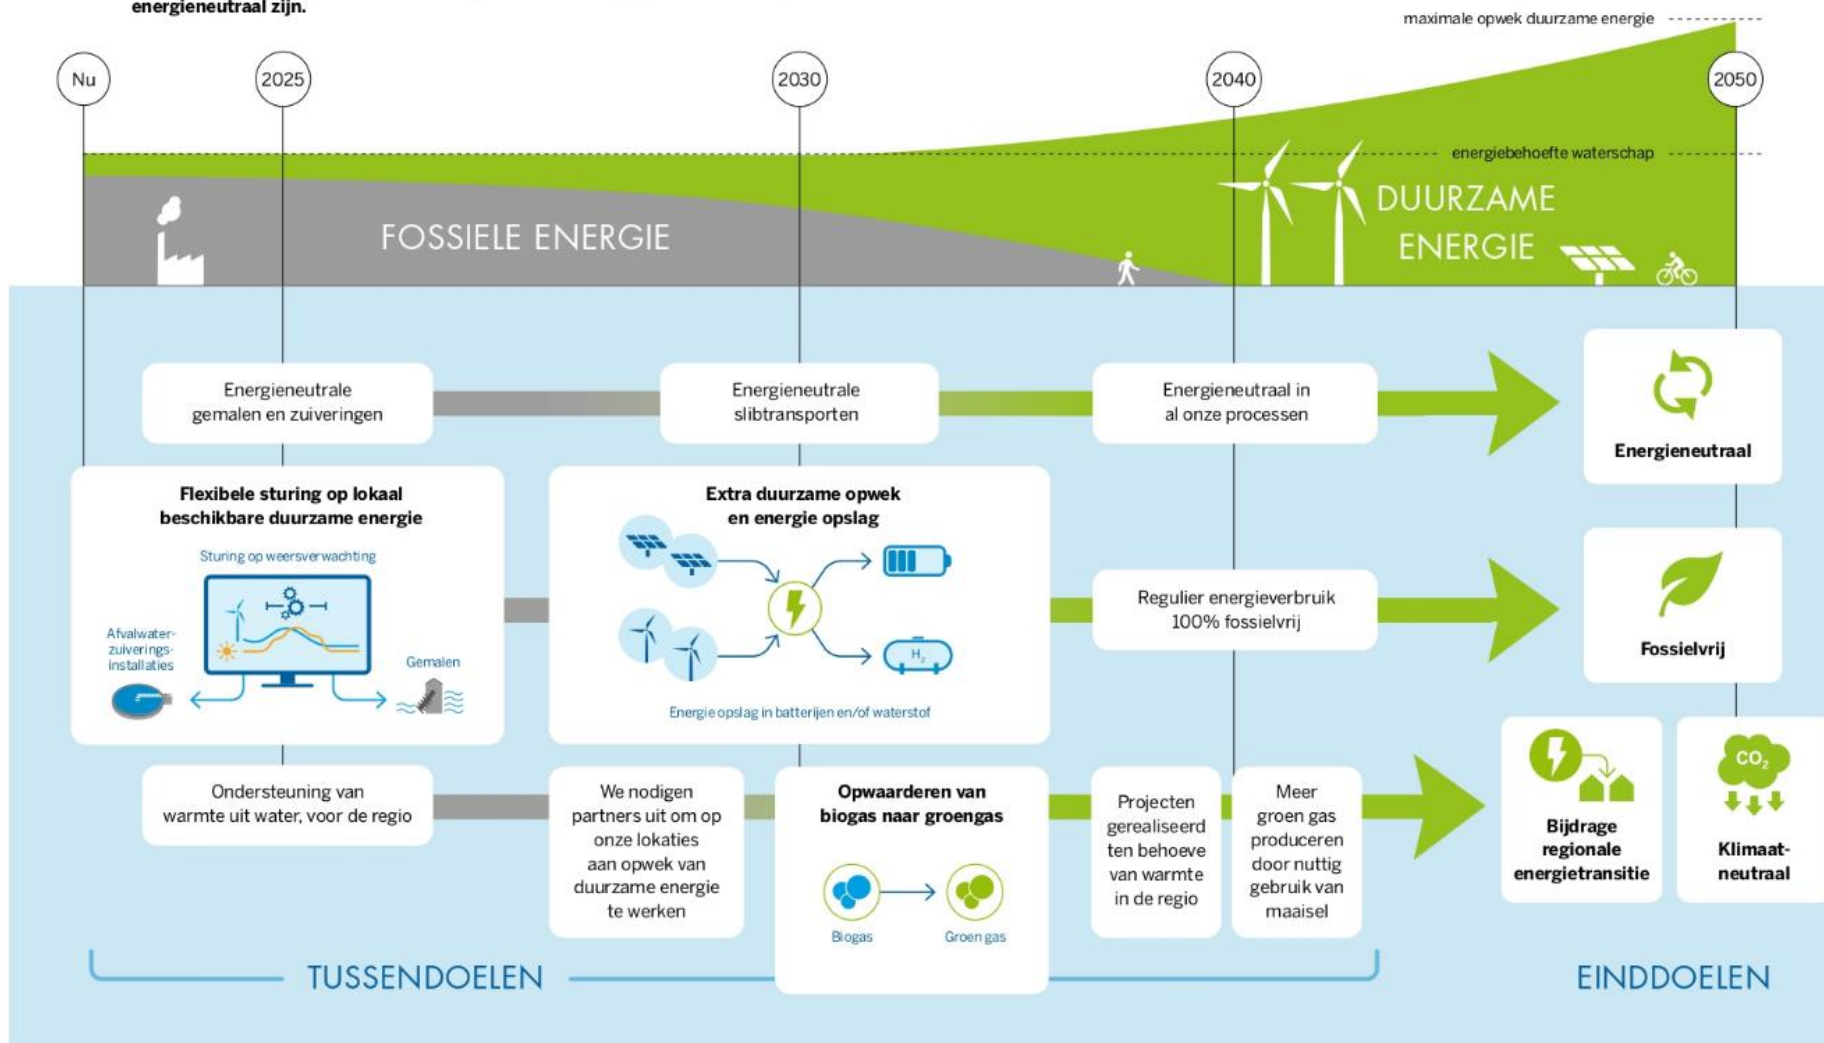 energieneutraal zijn.
maximale opwek duurzame energie
Nu
2025
2030
2040
2050
energiebehoefte waterschap
FOSSIELE ENERGIE
DUURZAME
ENERGIE
Energieneutrale
gemalen en zuiveringen
Energieneutrale
slibtransporten
Energieneutraal in
al onze processen
Energieneutraal
Flexibele sturing op lokaal
beschikbare duurzame energie
Sturing op weersverwachting
Afvalwater-
zuiverings-
installaties
Gemalen
Extra duurzame opwek
en energie opslag
H₂
Energie opslag in batterijen en/of waterstof
Regulier energieverbruik
100% fossielvrij
Fossielvrij
Ondersteuning van
warmte uit water, voor de regio
We nodigen
partners uit om op
onze lokaties
aan opwek van
duurzame energie
te werken
Opwaarderen van
biogas naar groengas
Biogas
Groen gas
Projecten
gerealiseerd
ten behoeve
van warmte
in de regio
Meer
groen gas
produceren
door nuttig
gebruik van
maaisel
Bijdrage
regionale
energietransitie
CO₂
Klimaat-
neutraal
TUSSENDOELEN
EINDDOELEN